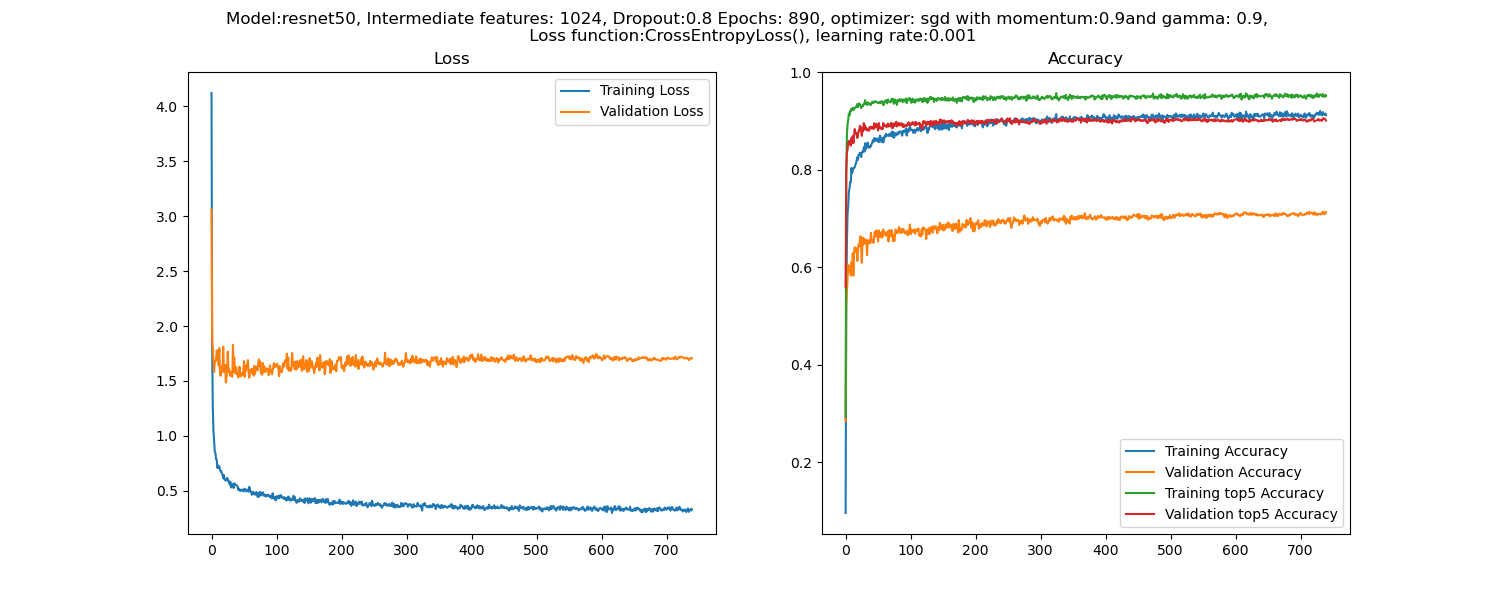 Model:resnet50, Intermediate features: 1024, Dropout:0.8 Epochs: 890, optimizer: sgd with momentum:0.9and gamma: 0.9,
Loss function:CrossEntropyLoss(), learning rate:0.001
Loss
Training Loss
Validation Loss
4.0
3.5
3.0
2.5
2.0
1.5
1.0
0.5
0 100 200 300 400 500 600 700
Accuracy
1.0
0.8
0.6
0.4
0.2
Training Accuracy
Validation Accuracy
Training top5 Accuracy
Validation top5 Accuracy
0 100 200 300 400 500 600 700